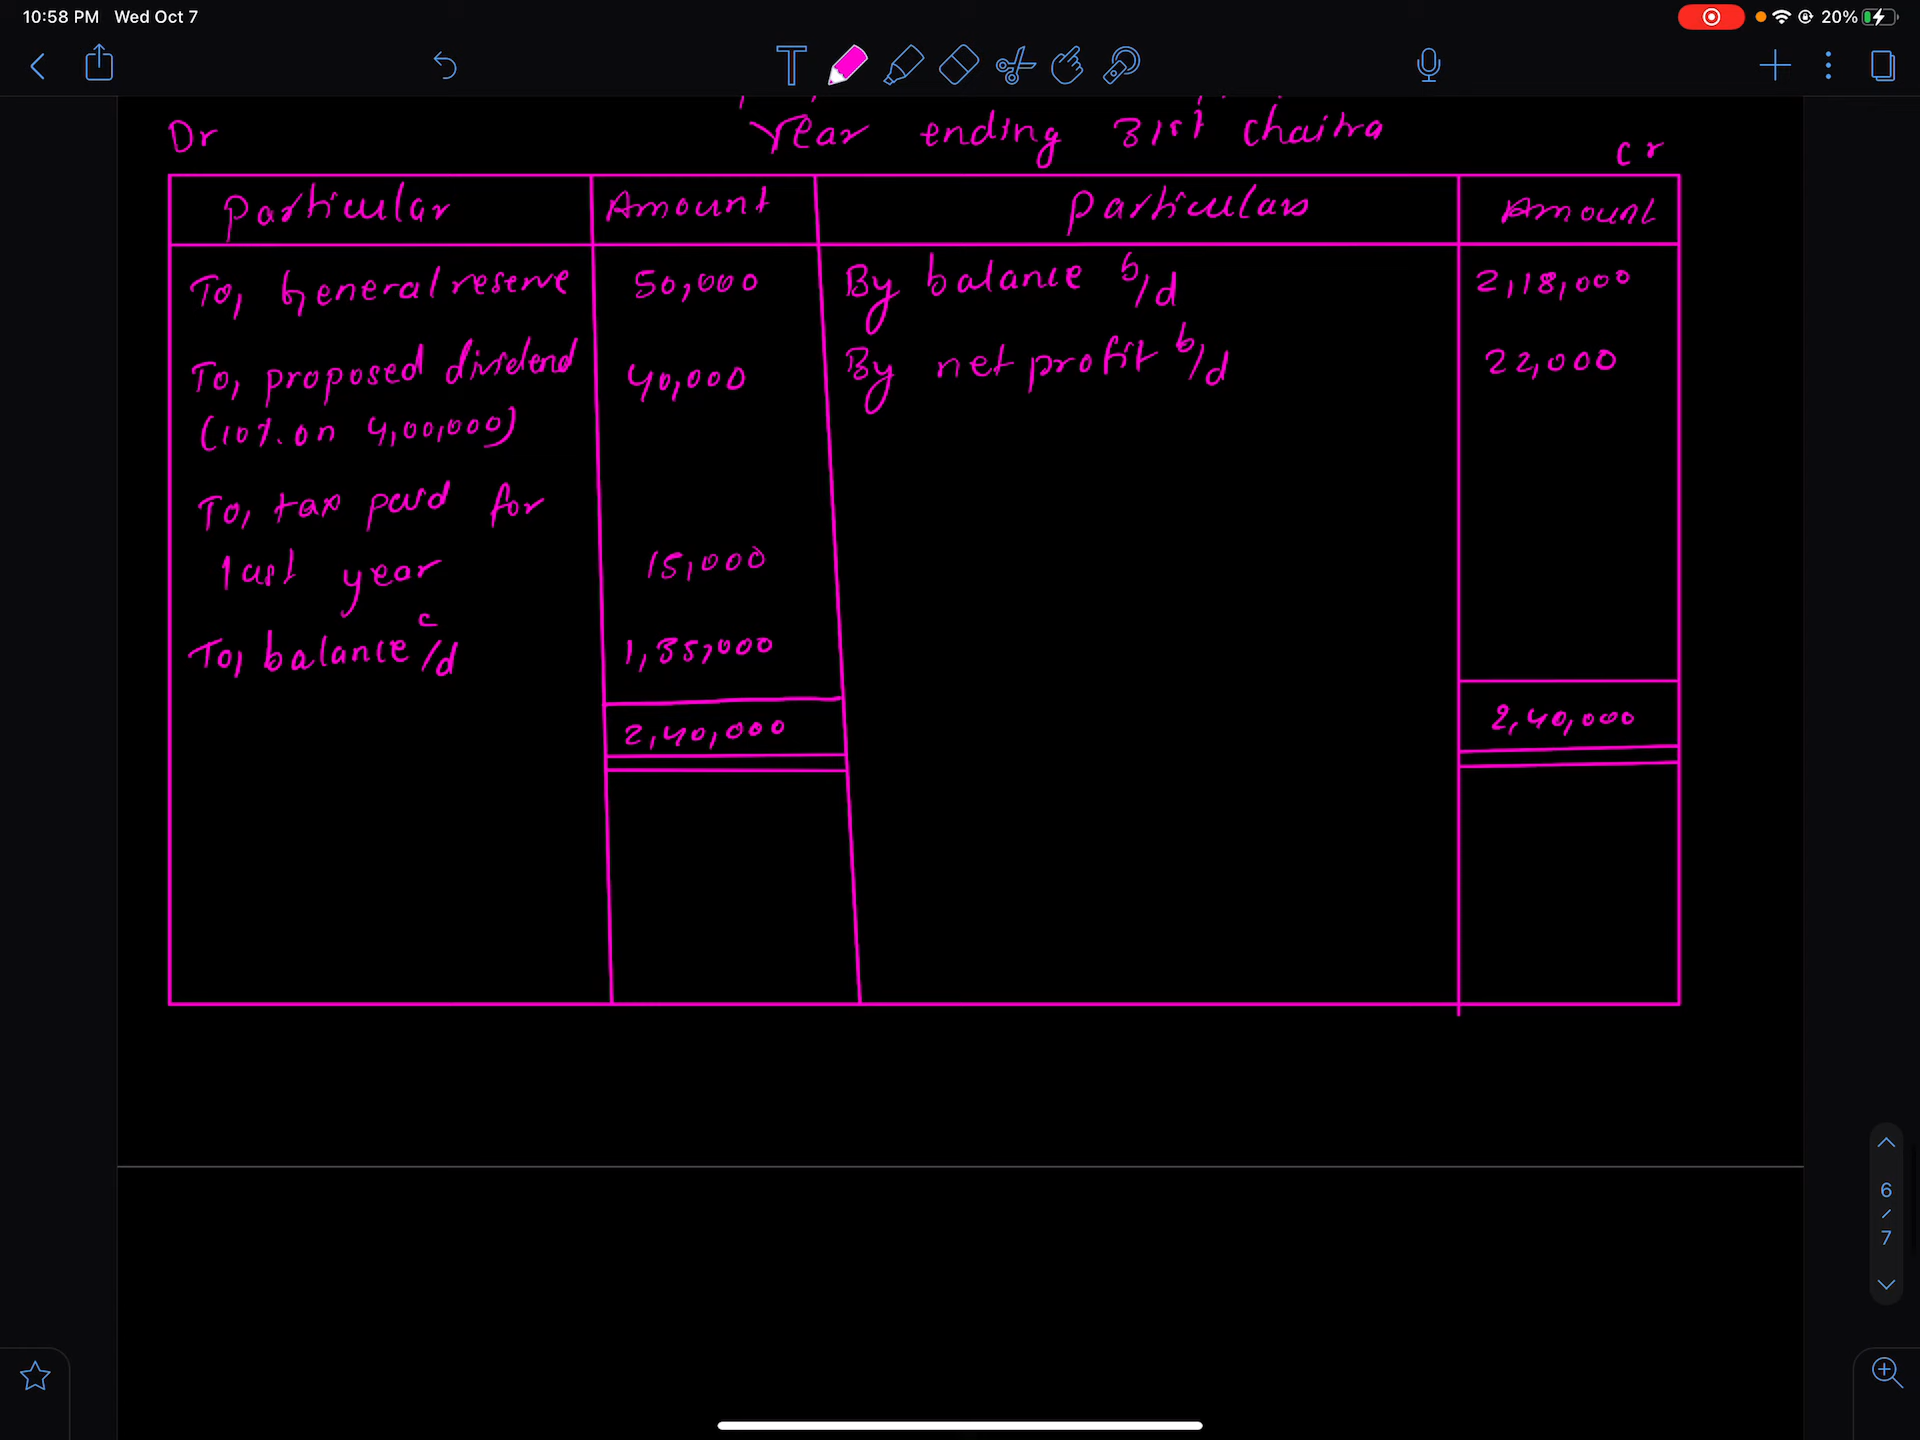 10:58 PM Wed Oct 7
20%
T
Year ending 31st chaitra
Dr
Cr
Particular Amount Particulars Amount
To, General reserve 50,000 By balance b/d 2,18,000
To, proposed dividend 40,000 By net profit b/d 22,000
(10%. on 4,00,000)
To, tax paid for
last year 15,000
To, balance c/d 1,35,000
2,40,000 2,40,000
6
/
7